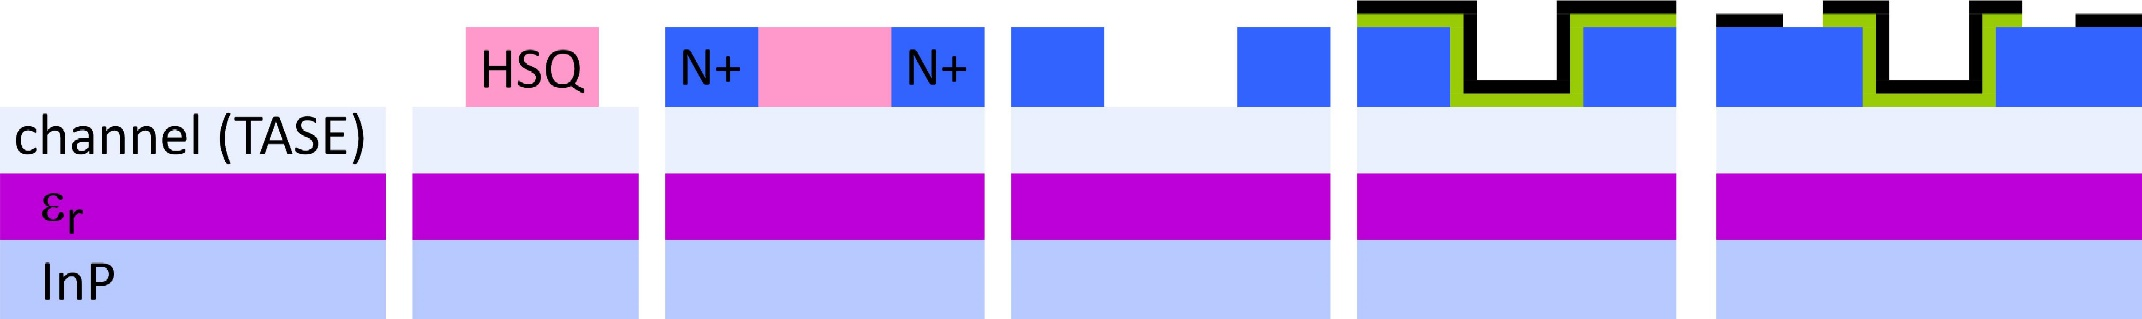 HSQ
N+
N+
channel (TASE)
εr
InP